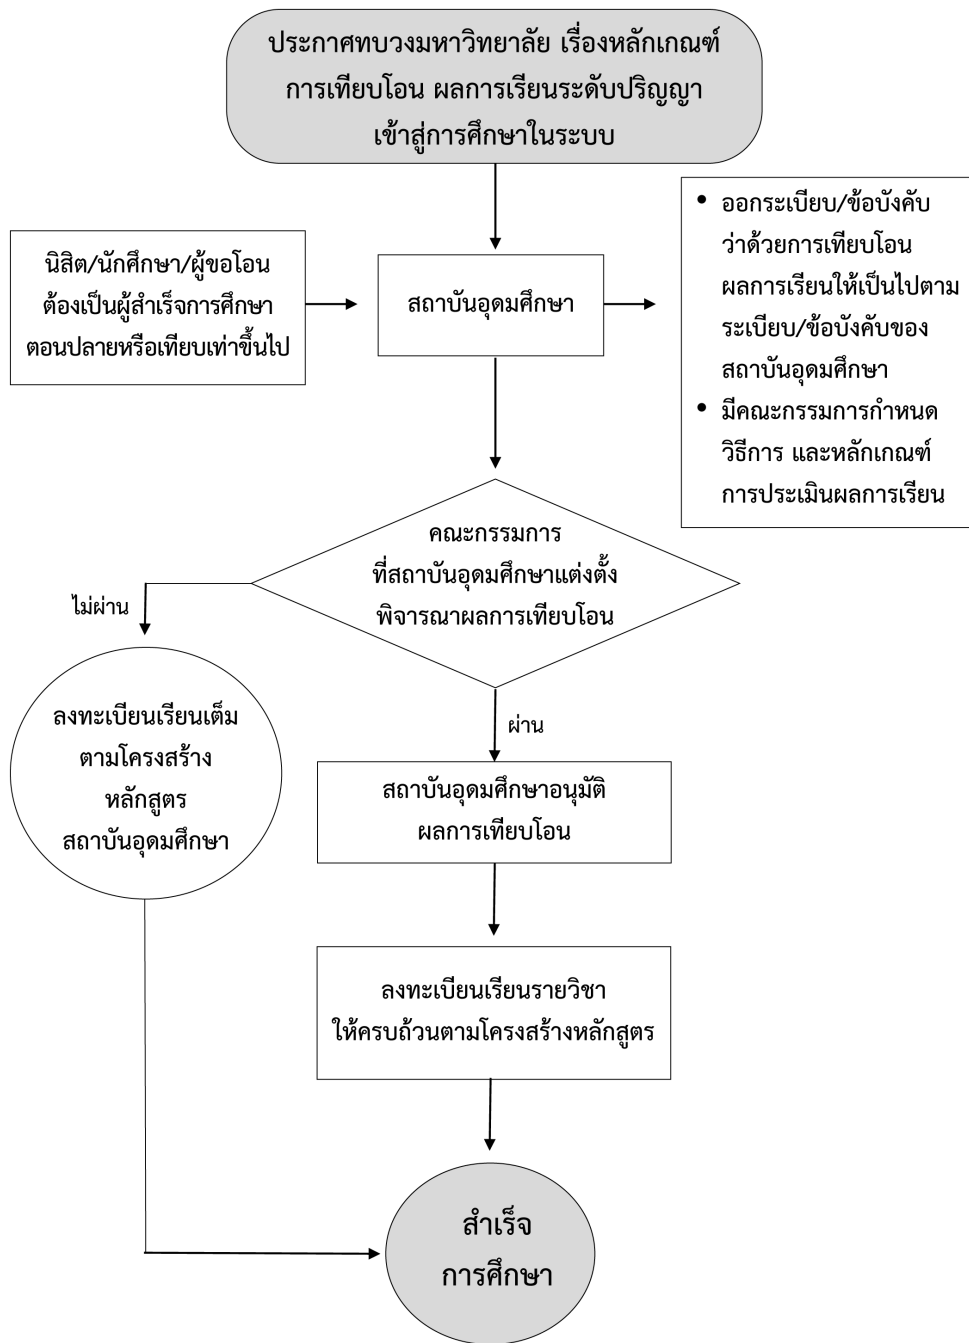 ประกาศทบวงมหาวิทยาลัย เรื่องหลักเกณฑ์
การเทียบโอน ผลการเรียนระดับปริญญา
เข้าสู่การศึกษาในระบบ
นิสิต/นักศึกษา/ผู้ขอโอน
ต้องเป็นผู้สำเร็จการศึกษา
ตอนปลายหรือเทียบเท่าขึ้นไป
สถาบันอุดมศึกษา
• ออกระเบียบ/ข้อบังคับ
ว่าด้วยการเทียบโอน
ผลการเรียนให้เป็นไปตาม
ระเบียบ/ข้อบังคับของ
สถาบันอุดมศึกษา
• มีคณะกรรมการกำหนด
วิธีการ และหลักเกณฑ์
การประเมินผลการเรียน
คณะกรรมการ
ที่สถาบันอุดมศึกษาแต่งตั้ง
พิจารณาผลการเทียบโอน
ไม่ผ่าน
ลงทะเบียนเรียนเต็ม
ตามโครงสร้าง
หลักสูตร
สถาบันอุดมศึกษา
ผ่าน
สถาบันอุดมศึกษาอนุมัติ
ผลการเทียบโอน
ลงทะเบียนเรียนรายวิชา
ให้ครบถ้วนตามโครงสร้างหลักสูตร
สำเร็จ
การศึกษา